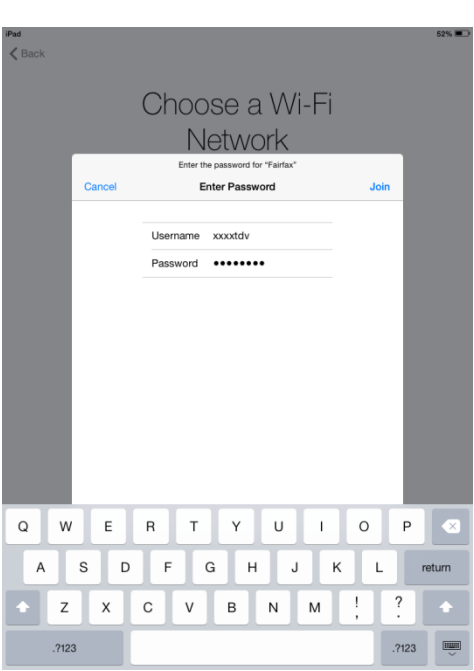 iPad 52%
Back
Choose a Wi-Fi
Network
Enter the password for "Fairfax"
Cancel Enter Password Join
Username xxxxtdv
Password ••••••••
Q W E R T Y U I O P
A S D F G H J K L return
Z X C V B N M ! , ? .
.?123 .?123